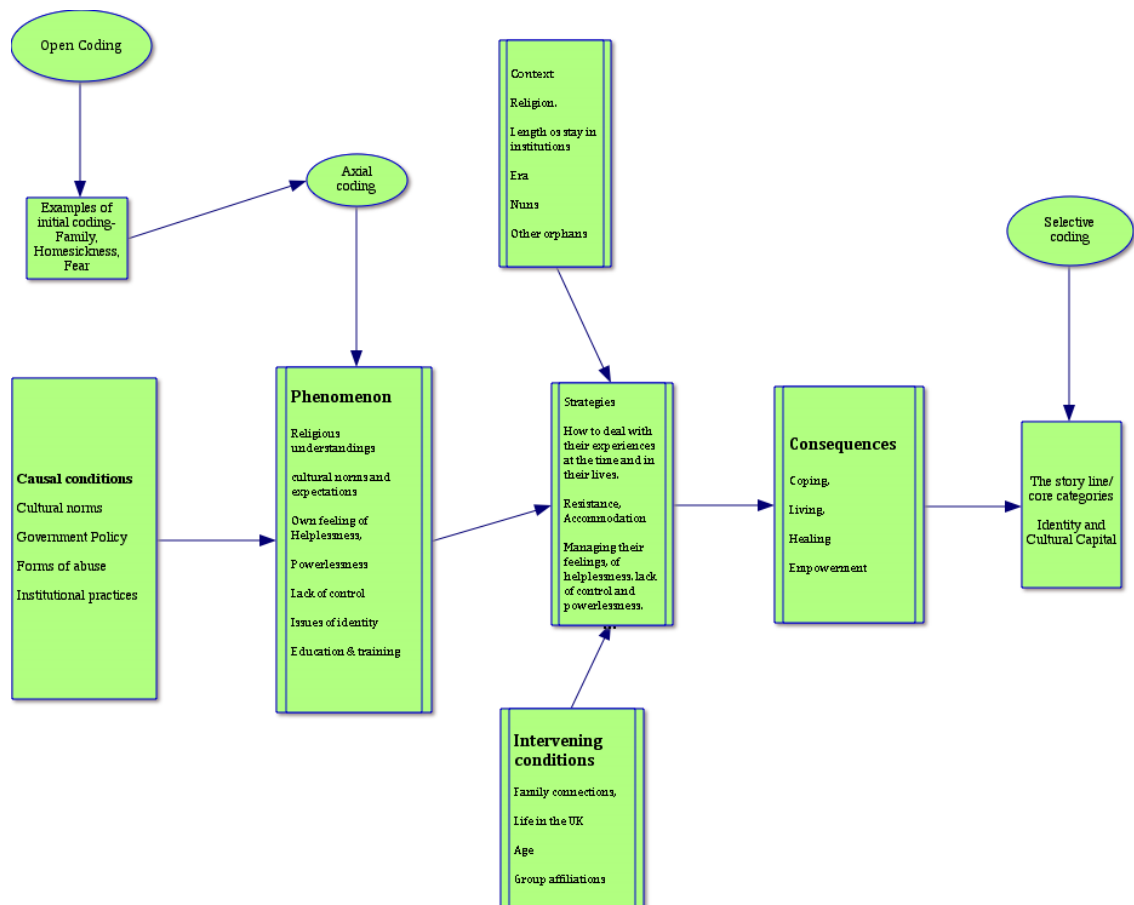 Open Coding
Examples of
initial coding-
Family,
Homesickness,
Fear
Axial
coding
Context
Religion.
Length os stay in
institutions
Era
Nuns
Other orphans
Selective
coding
Causal conditions
Cultural norms
Government Policy
Forms of abuse
Institutional practices
Phenomenon
Religious
understandings
cultural norms and
expectations
Own feeling of
Helplessness,
Powerlessness
Lack of control
Issues of identity
Education & training
Strategies
How to deal with
their experiences
at the time and in
their lives.
Resistance,
Accommodation
Managing their
feelings, of
helplessness. lack
of control and
powerlessness.
Consequences
Coping,
Living,
Healing
Empowerment
The story line/
core categories
Identity and
Cultural Capital
Intervening
conditions
Family connections,
Life in the UK
Age
Group affiliations